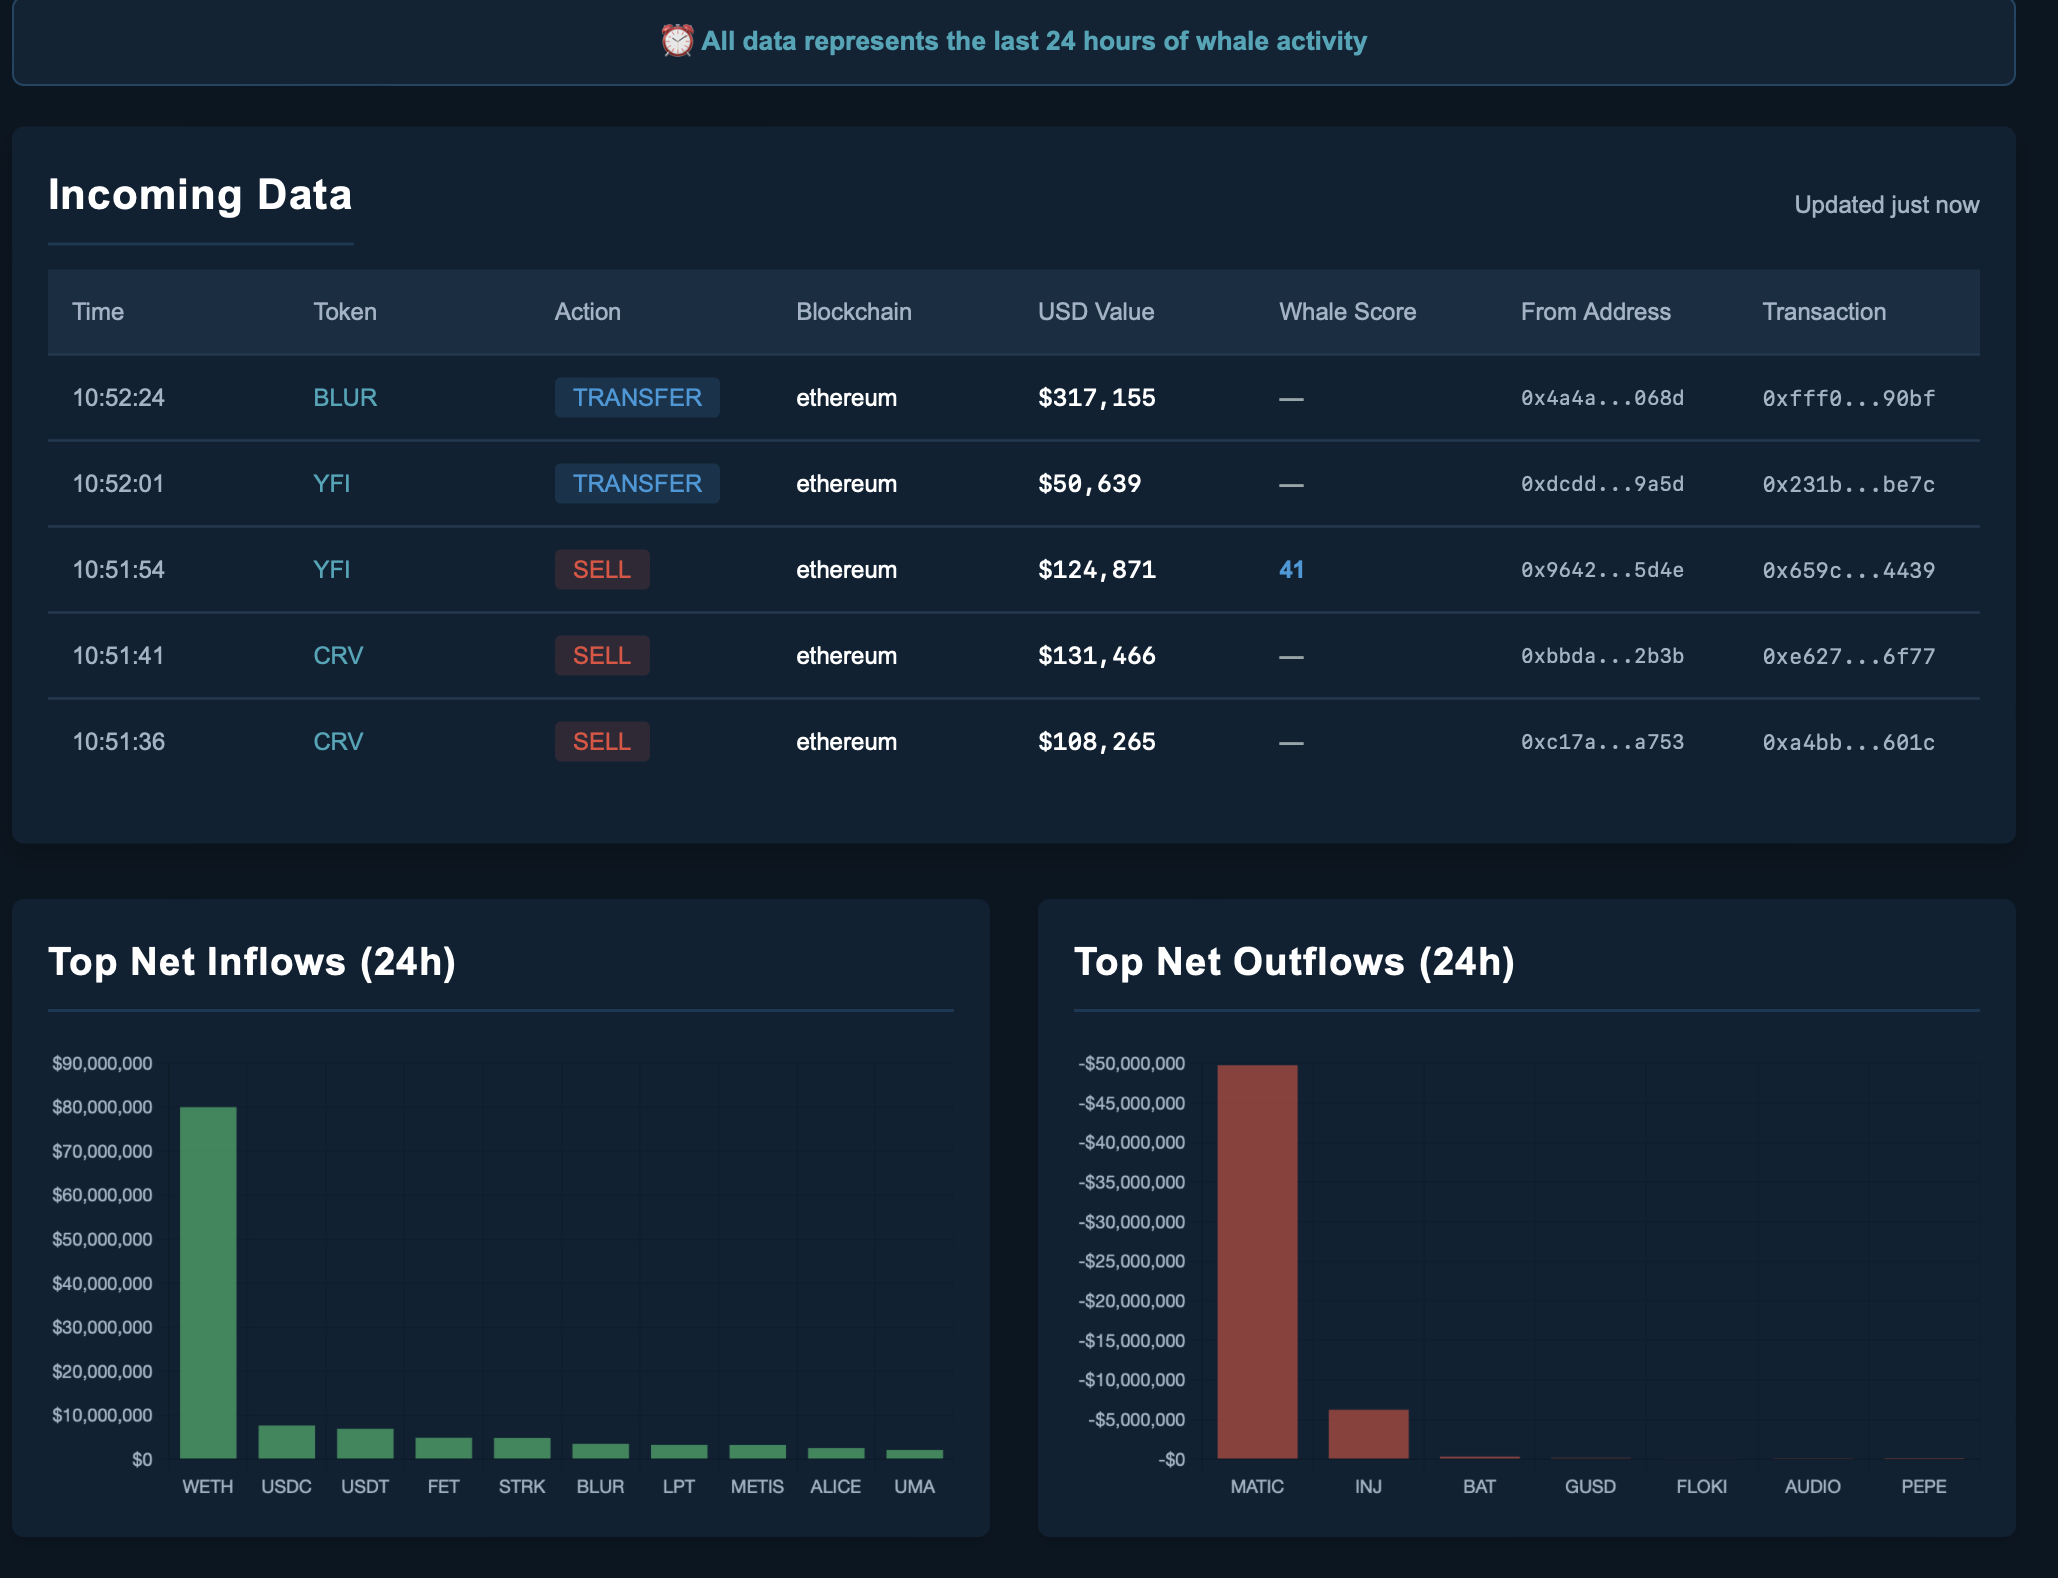 ⏰ All data represents the last 24 hours of whale activity
Incoming Data
Updated just now
Time Token Action Blockchain USD Value Whale Score From Address Transaction
10:52:24 BLUR TRANSFER ethereum $317,155 — 0x4a4a...068d 0xfff0...90bf
10:52:01 YFI TRANSFER ethereum $50,639 — 0xdcdd...9a5d 0x231b...be7c
10:51:54 YFI SELL ethereum $124,871 41 0x9642...5d4e 0x659c...4439
10:51:41 CRV SELL ethereum $131,466 — 0xbbda...2b3b 0xe627...6f77
10:51:36 CRV SELL ethereum $108,265 — 0xc17a...a753 0xa4bb...601c
Top Net Inflows (24h)
$90,000,000
$80,000,000
$70,000,000
$60,000,000
$50,000,000
$40,000,000
$30,000,000
$20,000,000
$10,000,000
$0
WETH USDC USDT FET STRK BLUR LPT METIS ALICE UMA
Top Net Outflows (24h)
-$50,000,000
-$45,000,000
-$40,000,000
-$35,000,000
-$30,000,000
-$25,000,000
-$20,000,000
-$15,000,000
-$10,000,000
-$5,000,000
-$0
MATIC INJ BAT GUSD FLOKI AUDIO PEPE